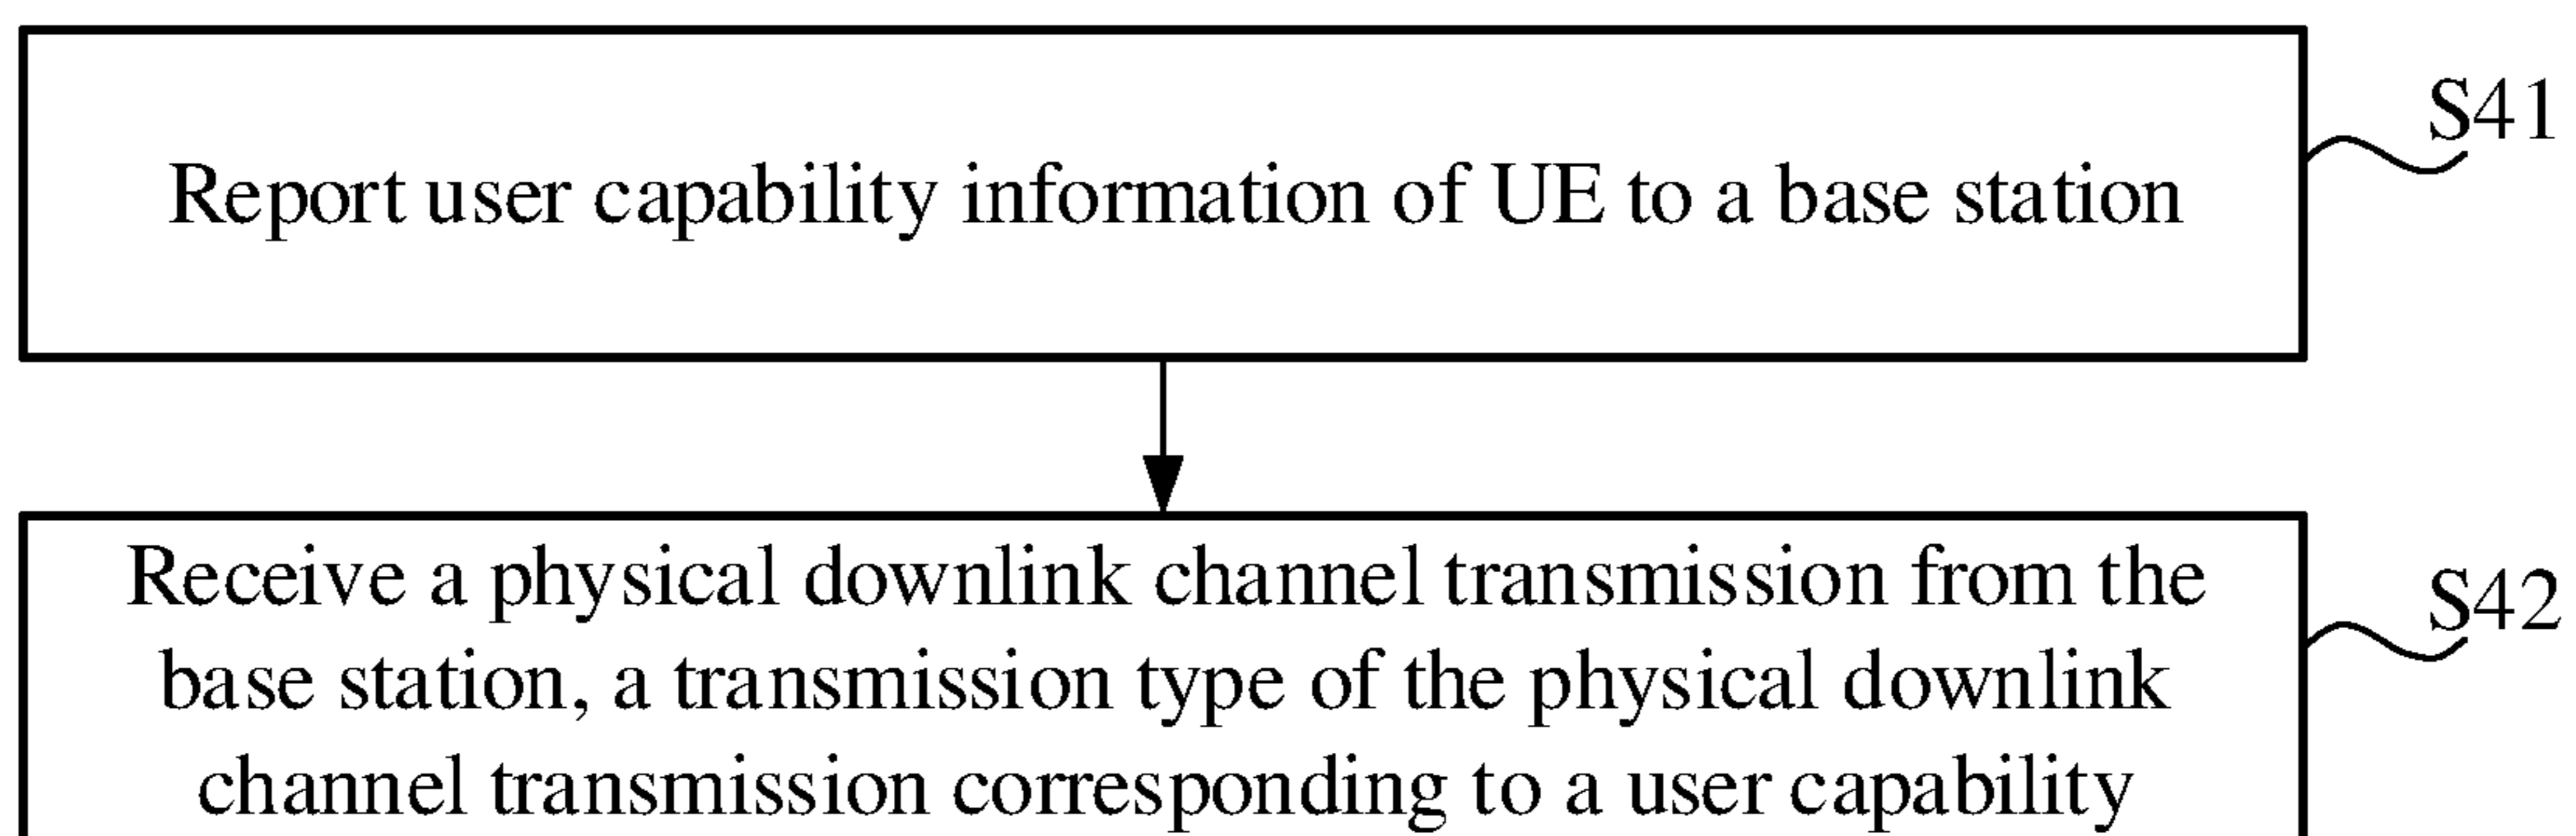 Report user capability information of UE to a base station
S41
Receive a physical downlink channel transmission from the
base station, a transmission type of the physical downlink
channel transmission corresponding to a user capability
S42